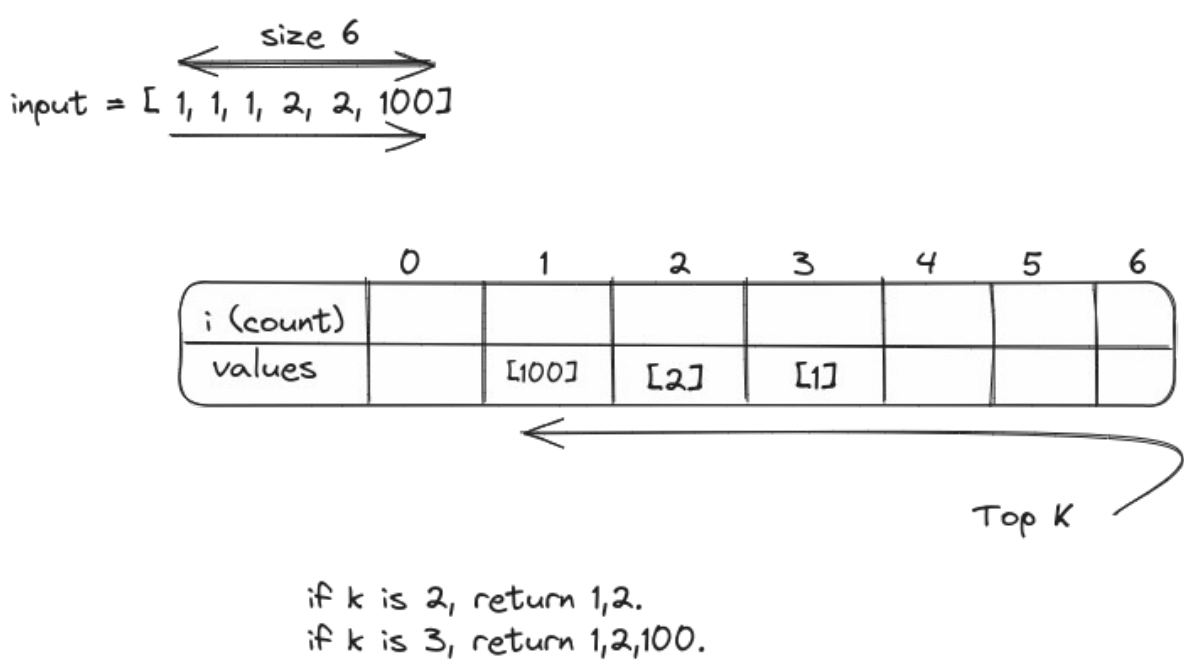 size 6
input = [ 1, 1, 1, 2, 2, 100]
0 1 2 3 4 5 6
i (count)
values [100] [2] [1]
Top K
if k is 2, return 1,2.
if k is 3, return 1,2,100.